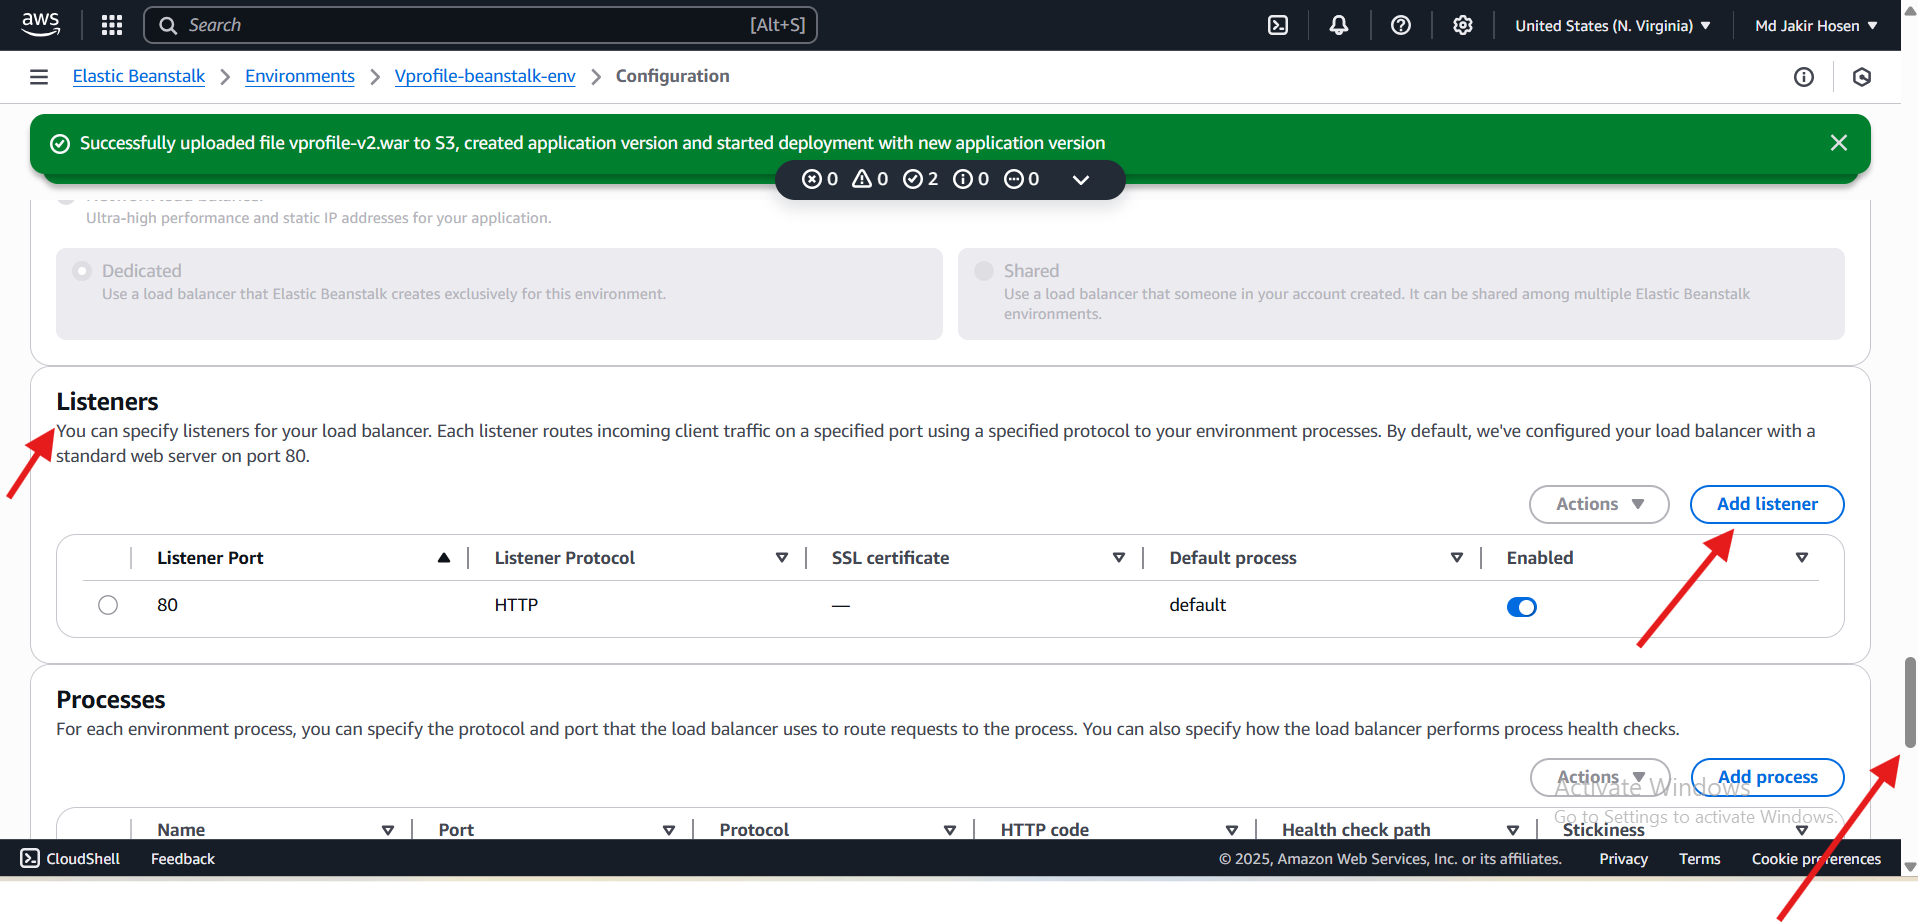 aws
Search [Alt+S]
United States (N. Virginia) Md Jakir Hosen
Elastic Beanstalk Environments Vprofile-beanstalk-env Configuration
Successfully uploaded file vprofile-v2.war to S3, created application version and started deployment with new application version
0 0 2 0 0
Network load balancer
Ultra-high performance and static IP addresses for your application.
Dedicated
Use a load balancer that Elastic Beanstalk creates exclusively for this environment.
Shared
Use a load balancer that someone in your account created. It can be shared among multiple Elastic Beanstalk
environments.
Listeners
You can specify listeners for your load balancer. Each listener routes incoming client traffic on a specified port using a specified protocol to your environment processes. By default, we've configured your load balancer with a
standard web server on port 80.
Actions Add listener
Listener Port Listener Protocol SSL certificate Default process Enabled
80 HTTP — default
Processes
For each environment process, you can specify the protocol and port that the load balancer uses to route requests to the process. You can also specify how the load balancer performs process health checks.
Actions Add process
Activate Windows
Go to Settings to activate Windows.
Name Port Protocol HTTP code Health check path Stickiness
CloudShell Feedback © 2025, Amazon Web Services, Inc. or its affiliates. Privacy Terms Cookie preferences